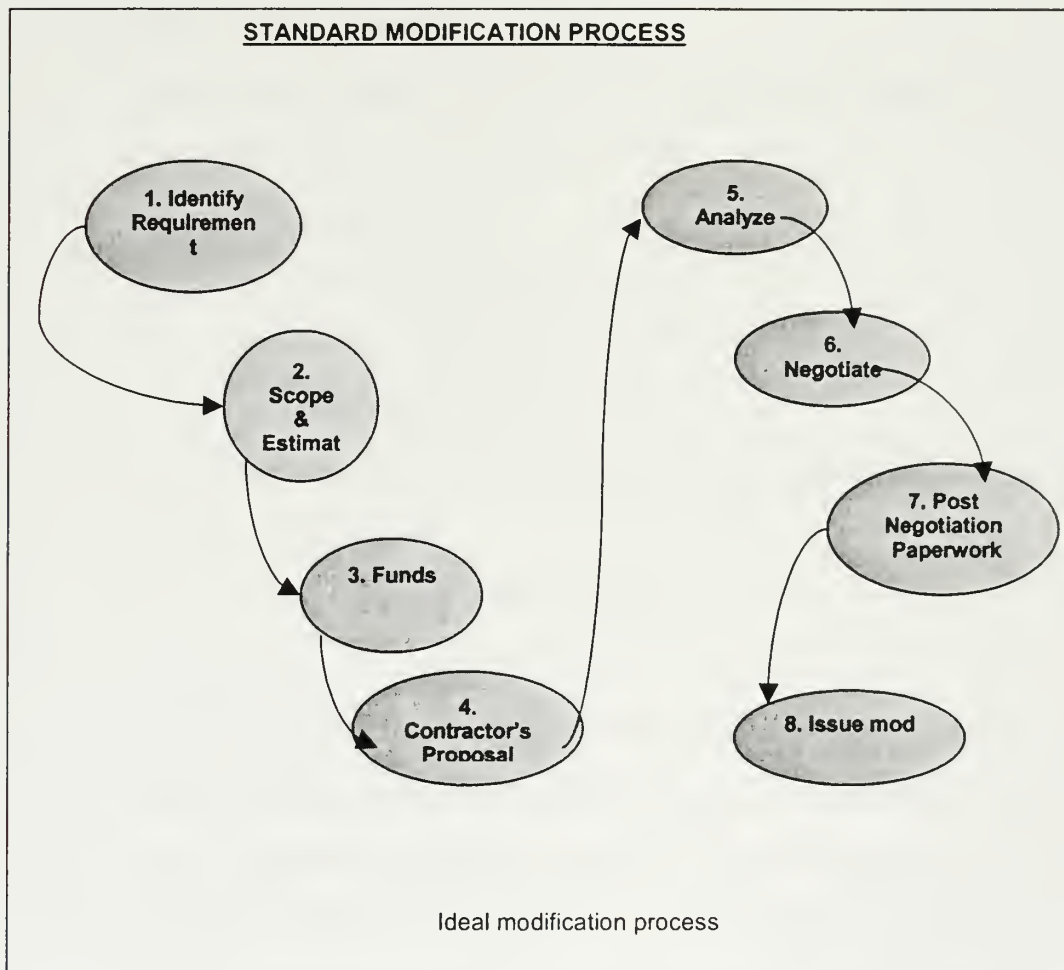 STANDARD MODIFICATION PROCESS
1. Identify
Requiremen
t
2.
Scope
&
Estimat
3. Funds
4.
Contractor's
Proposal
5.
Analyze
6.
Negotiate
7. Post
Negotiation
Paperwork
8. Issue mod
Ideal modification process